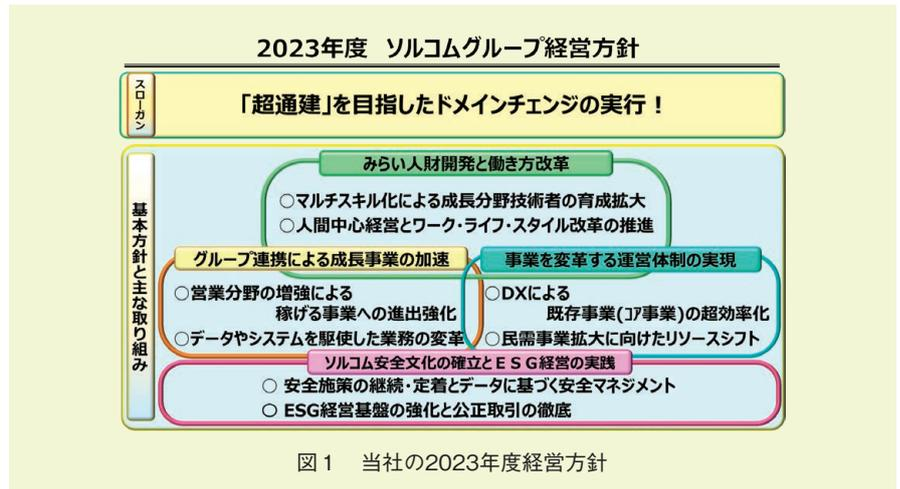 2023年度 ソルコムグループ経営方針
スローガン
「超通建」を目指したドメインチェンジの実行!
基本方針と主な取り組み
みらい人財開発と働き方改革
○マルチスキル化による成長分野技術者の育成拡大
○人間中心経営とワーク・ライフ・スタイル改革の推進
グループ連携による成長事業の加速
○営業分野の増強による
稼げる事業への進出強化
○データやシステムを駆使した業務の変革
事業を変革する運営体制の実現
○DXによる
既存事業(コア事業)の超効率化
○民需事業拡大に向けたリソースシフト
ソルコム安全文化の確立とESG経営の実践
○ 安全施策の継続・定着とデータに基づく安全マネジメント
○ ESG経営基盤の強化と公正取引の徹底
図1 当社の2023年度経営方針